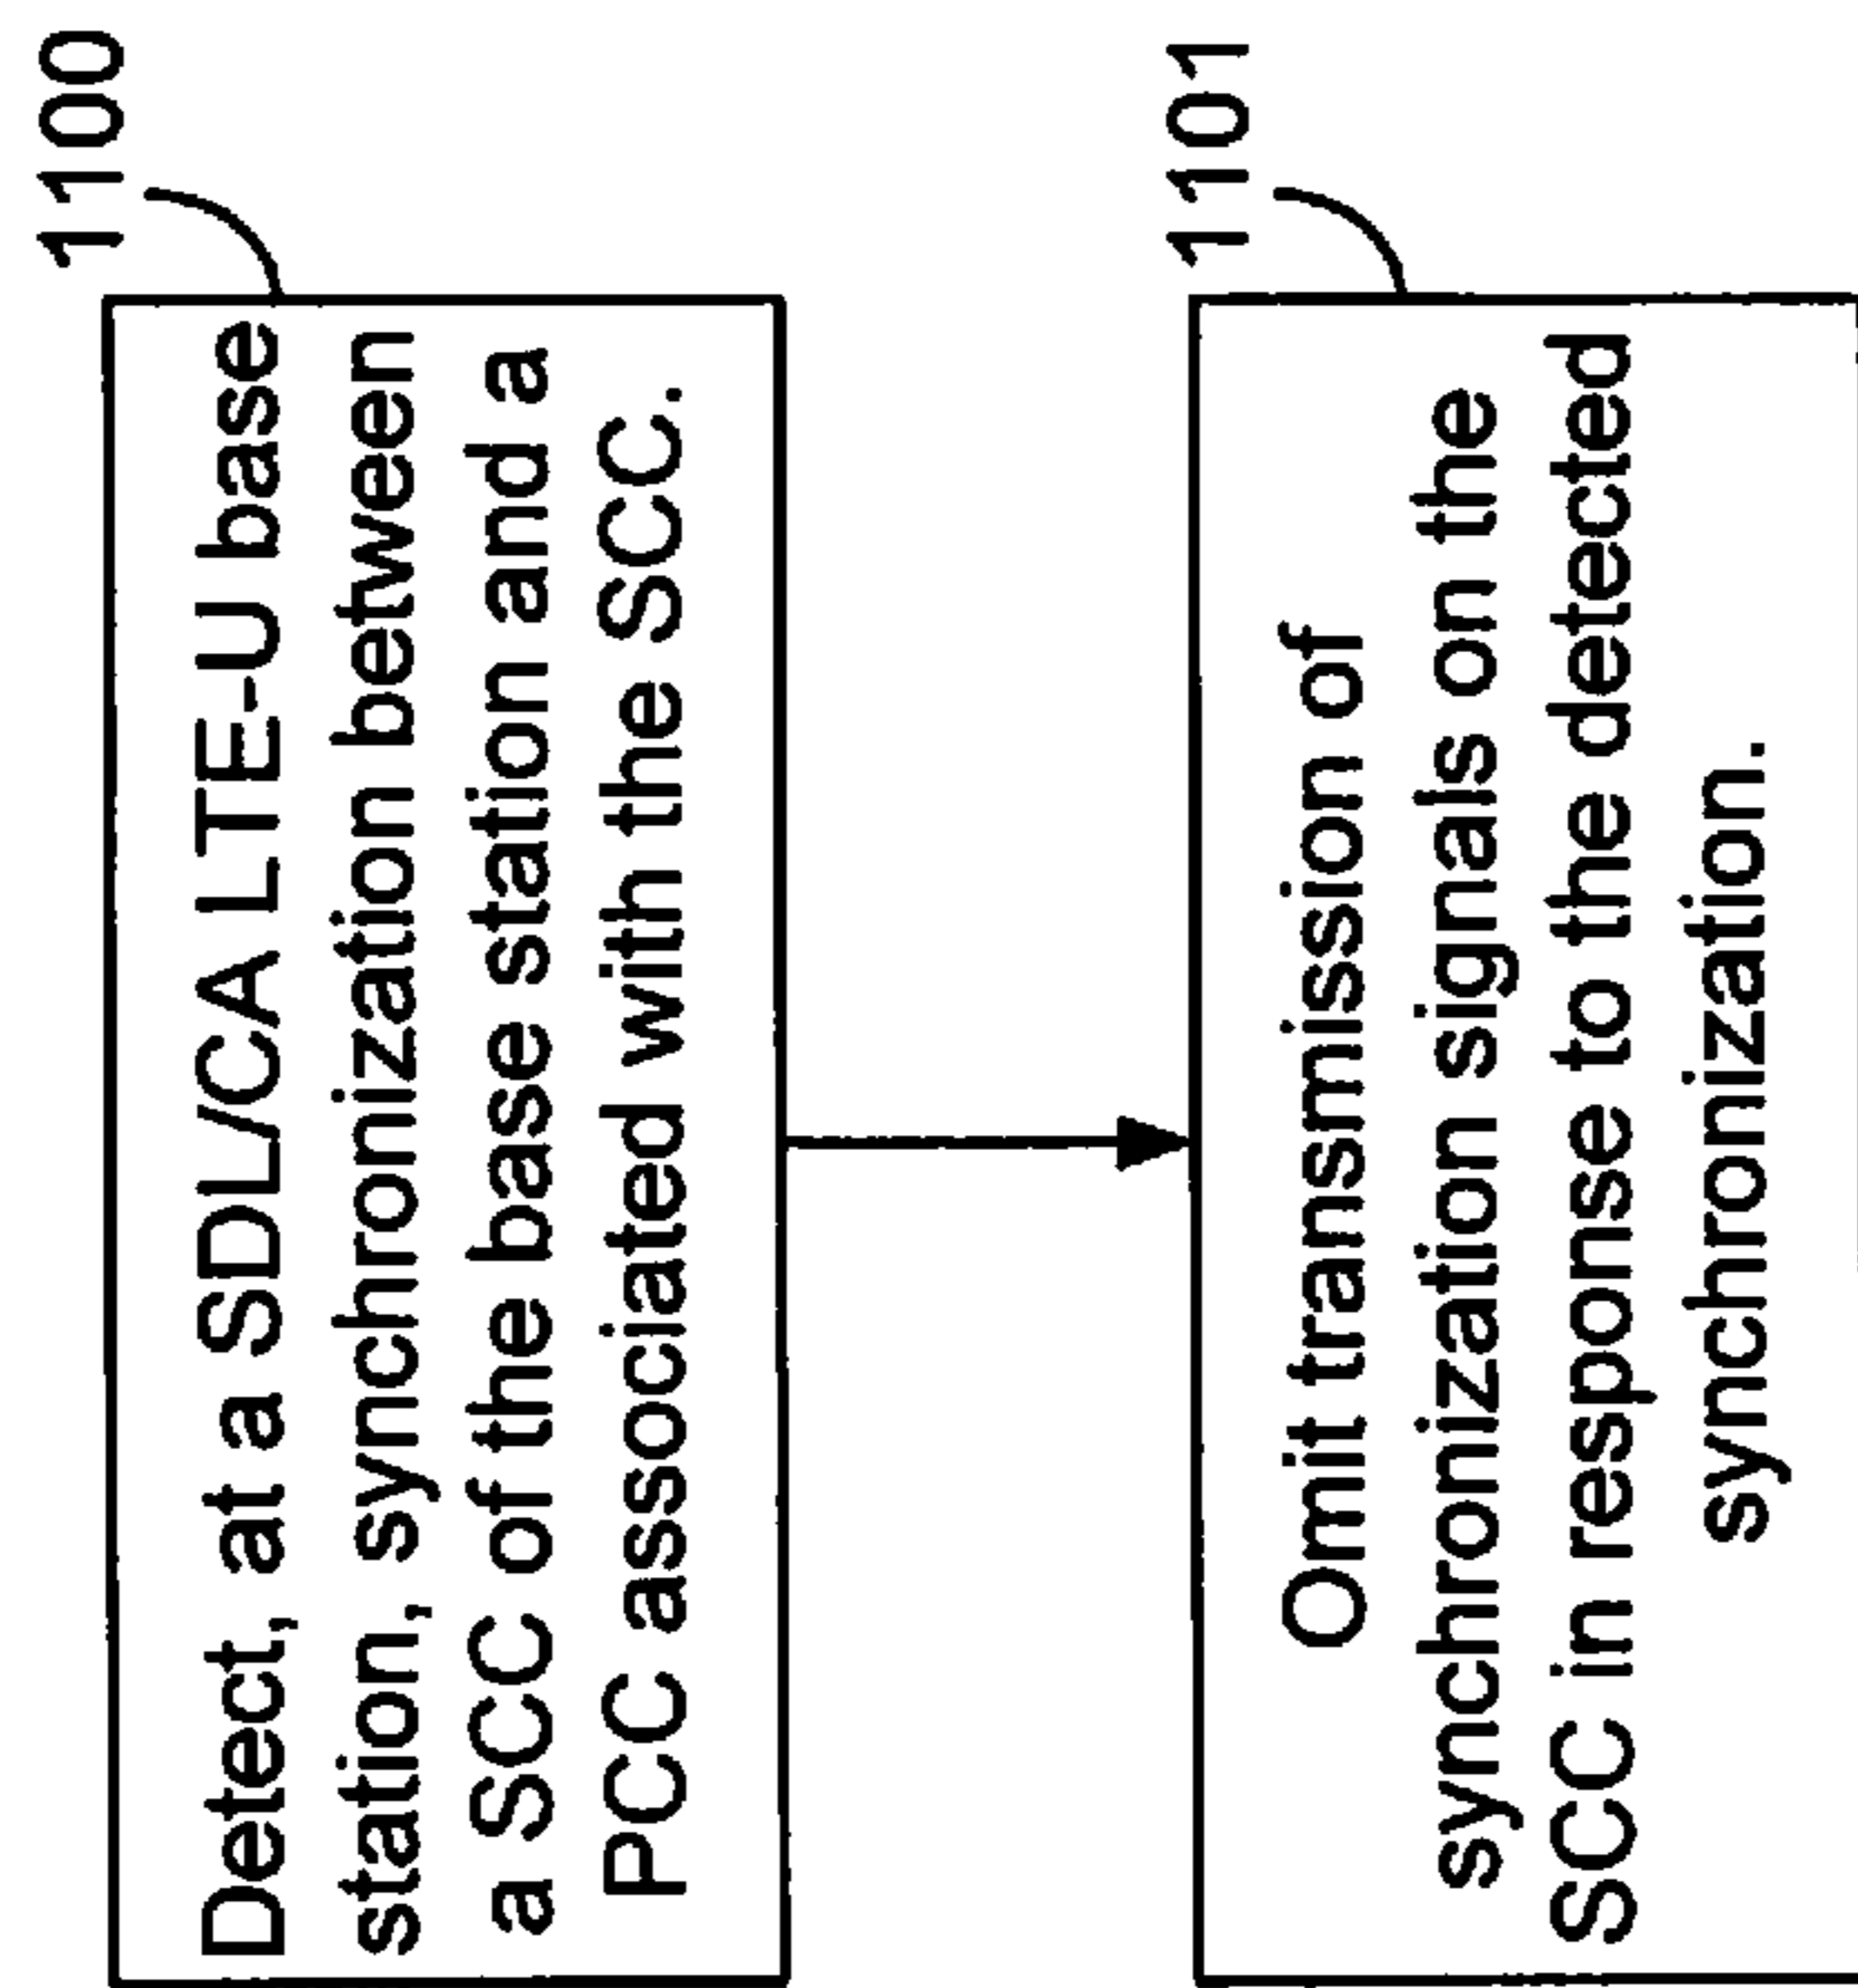 1100
Detect, at a SDL/CA LTE-U base
station, synchronization between
a SCC of the base station and a
PCC associated with the SCC.
1101
Omit transmission of
synchronization signals on the
SCC in response to the detected
synchronization.